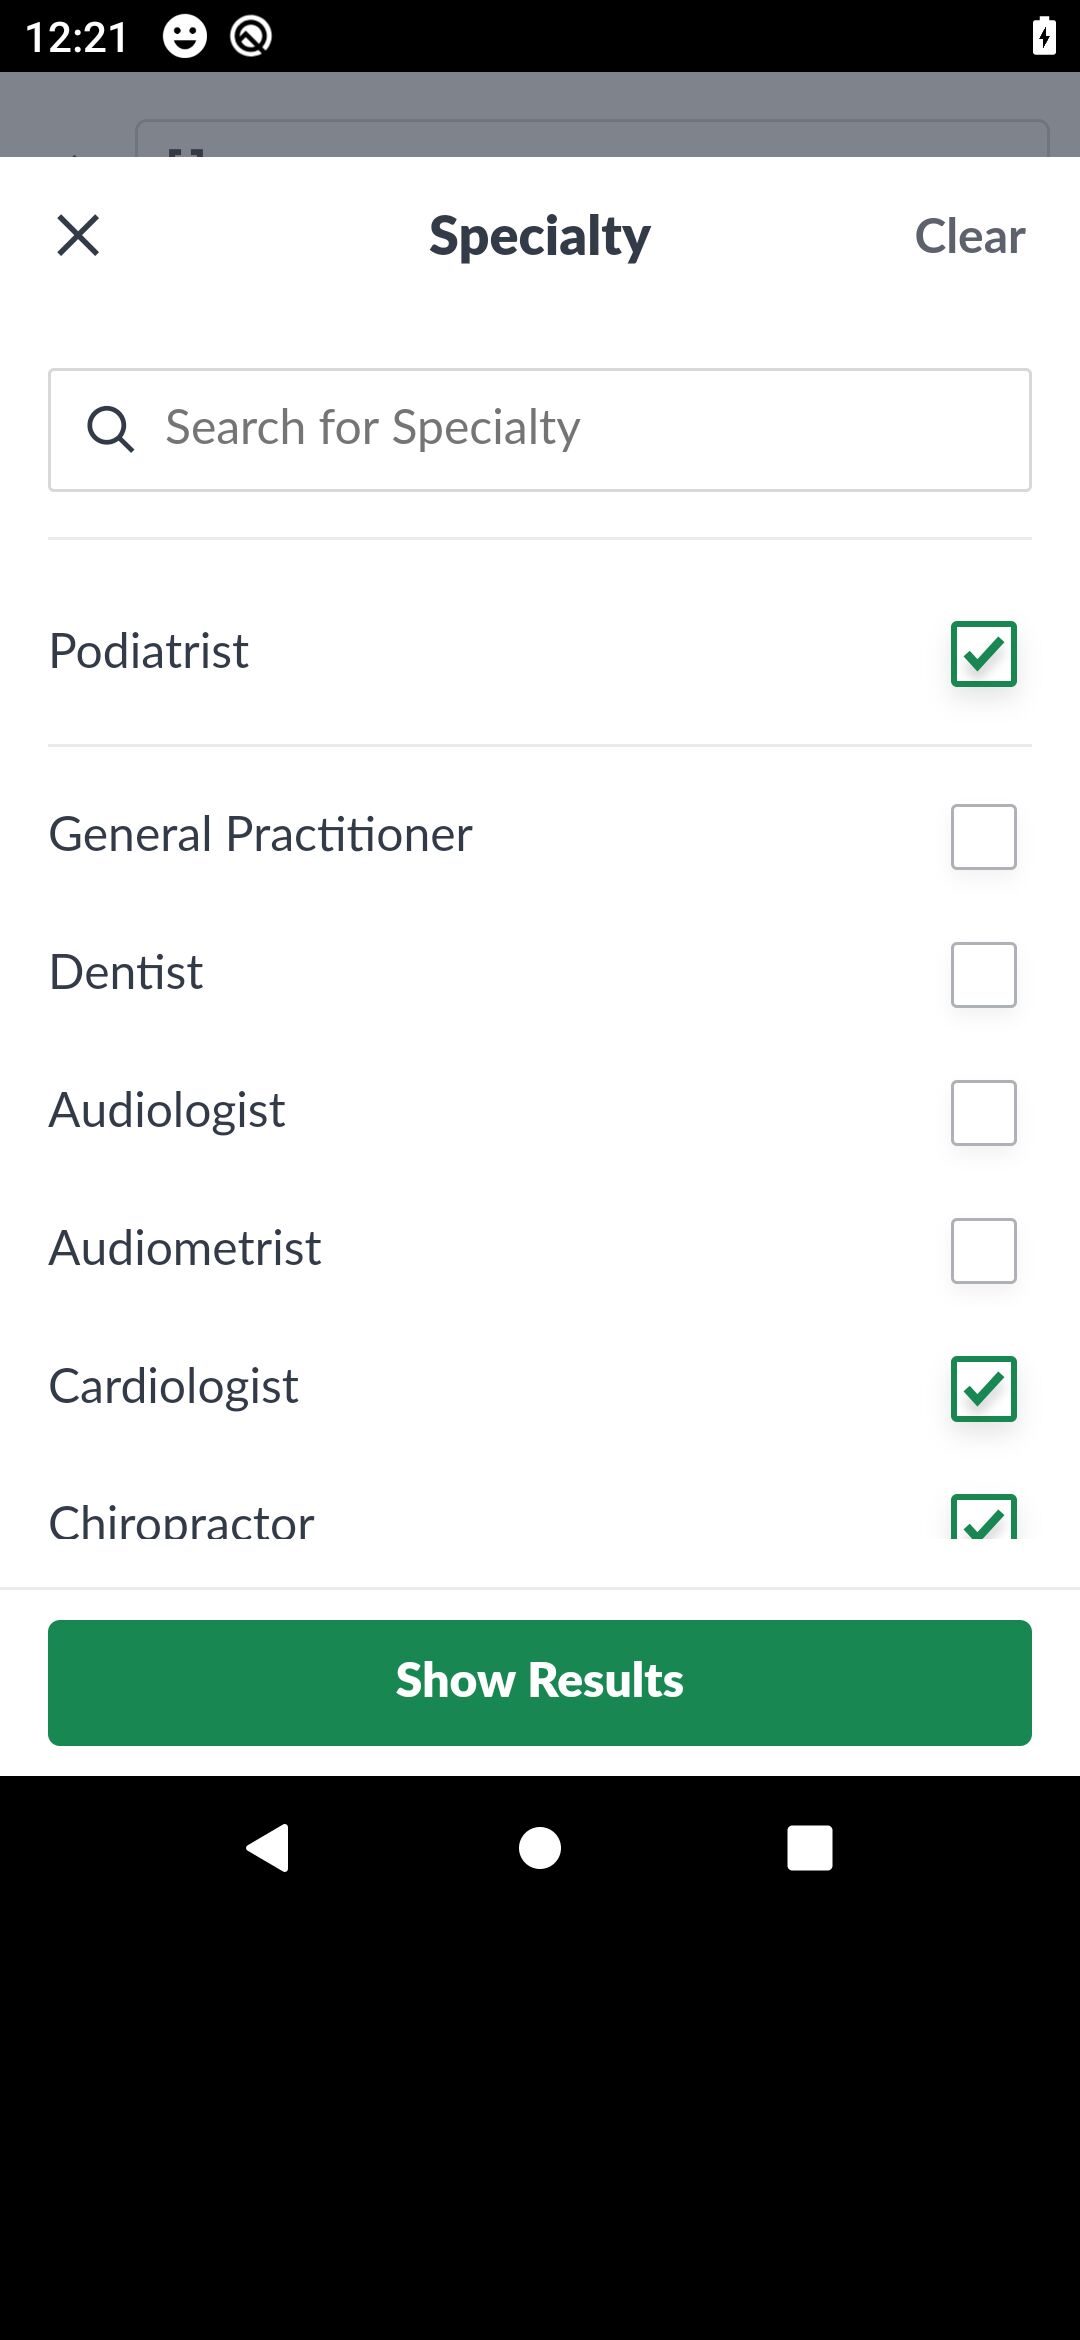 12:21
Specialty
Clear
Search for Specialty
Podiatrist
General Practitioner
Dentist
Audiologist
Audiometrist
Cardiologist
Chiropractor
Show Results